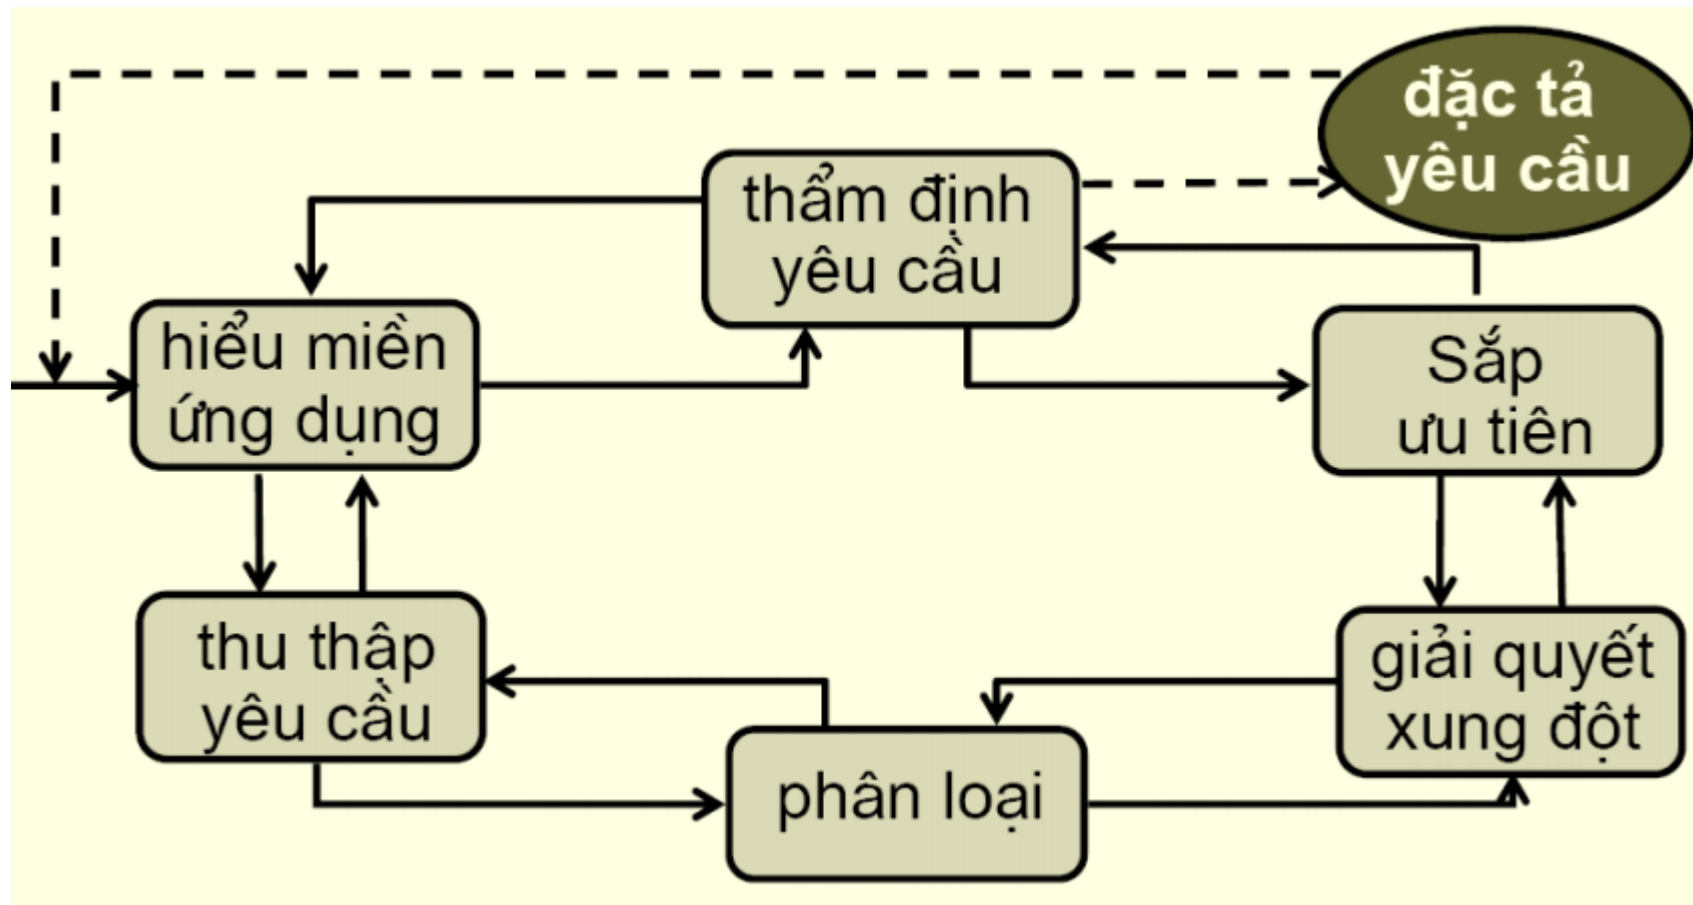 đặc tả
yêu cầu
thẩm định
yêu cầu
hiểu miền
ứng dụng
Sắp
ưu tiên
thu thập
yêu cầu
giải quyết
xung đột
phân loại